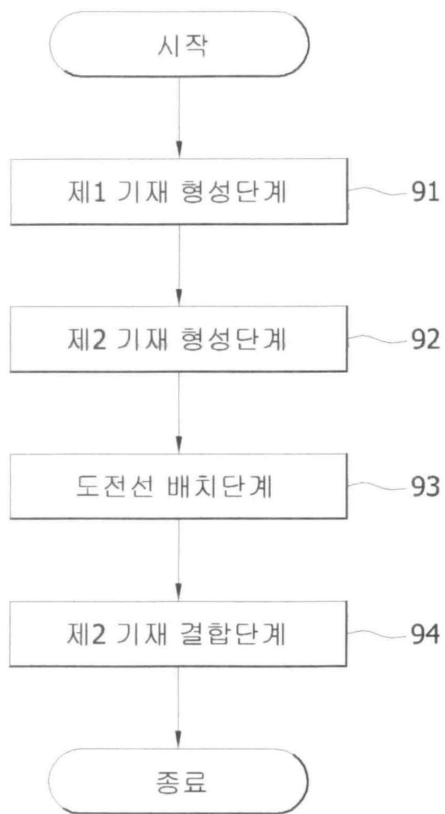 시작
제1 기재 형성단계 91
제2 기재 형성단계 92
도전선 배치단계 93
제2 기재 결합단계 94
종료